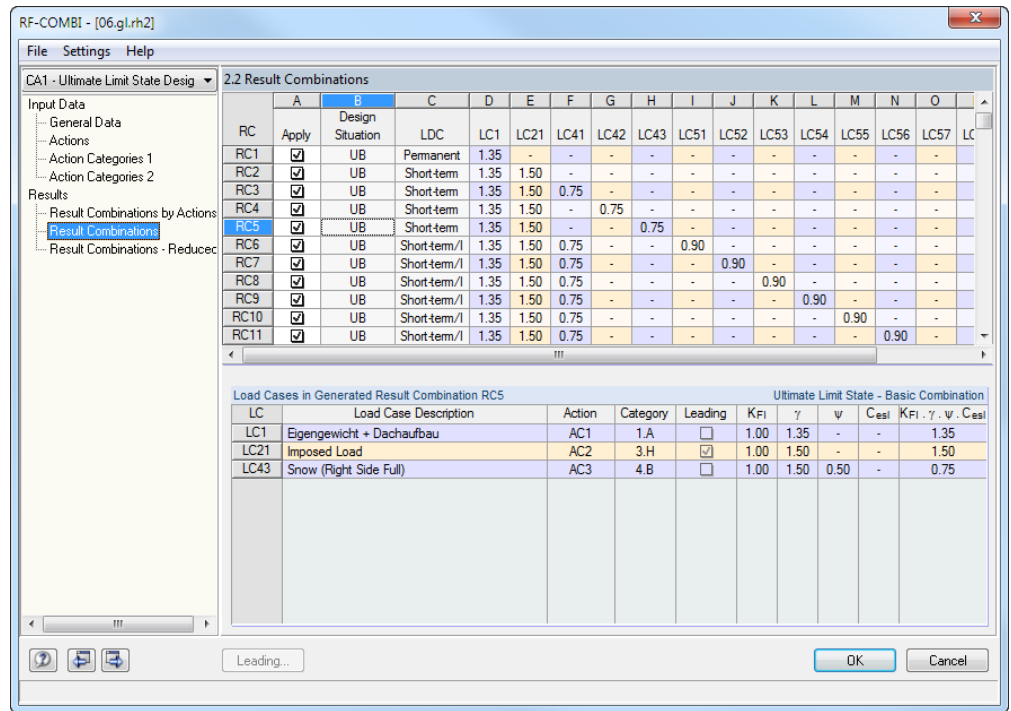 RF-COMBI - [06.gl.rh2]
File Settings Help
CA1 - Ultimate Limit State Desig
Input Data
General Data
Actions
Action Categories 1
Action Categories 2
Results
Result Combinations by Actions
Result Combinations
Result Combinations - Reduced
2.2 Result Combinations
A B C D E F G H I J K L M N O
RC Apply Design Situation LDC LC1 LC21 LC41 LC42 LC43 LC51 LC52 LC53 LC54 LC55 LC56 LC57 LC
RC1 UB Permanent 1.35 - - - - - - - - - - -
RC2 UB Short-term 1.35 1.50 - - - - - - - - - -
RC3 UB Short-term 1.35 1.50 0.75 - - - - - - - - -
RC4 UB Short-term 1.35 1.50 - 0.75 - - - - - - - -
RC5 UB Short-term 1.35 1.50 - - 0.75 - - - - - - -
RC6 UB Short-term/I 1.35 1.50 0.75 - - 0.90 - - - - - -
RC7 UB Short-term/I 1.35 1.50 0.75 - - - 0.90 - - - - -
RC8 UB Short-term/I 1.35 1.50 0.75 - - - - 0.90 - - - -
RC9 UB Short-term/I 1.35 1.50 0.75 - - - - - 0.90 - - -
RC10 UB Short-term/I 1.35 1.50 0.75 - - - - - - 0.90 - -
RC11 UB Short-term/I 1.35 1.50 0.75 - - - - - - - 0.90 -
Load Cases in Generated Result Combination RC5 Ultimate Limit State - Basic Combination
LC Load Case Description Action Category Leading KFI γ ψ Cesl KFI . γ . ψ . Cesl
LC1 Eigengewicht + Dachaufbau AC1 1.A 1.00 1.35 - - 1.35
LC21 Imposed Load AC2 3.H 1.00 1.50 - - 1.50
LC43 Snow (Right Side Full) AC3 4.B 1.00 1.50 0.50 - 0.75
Leading... OK Cancel